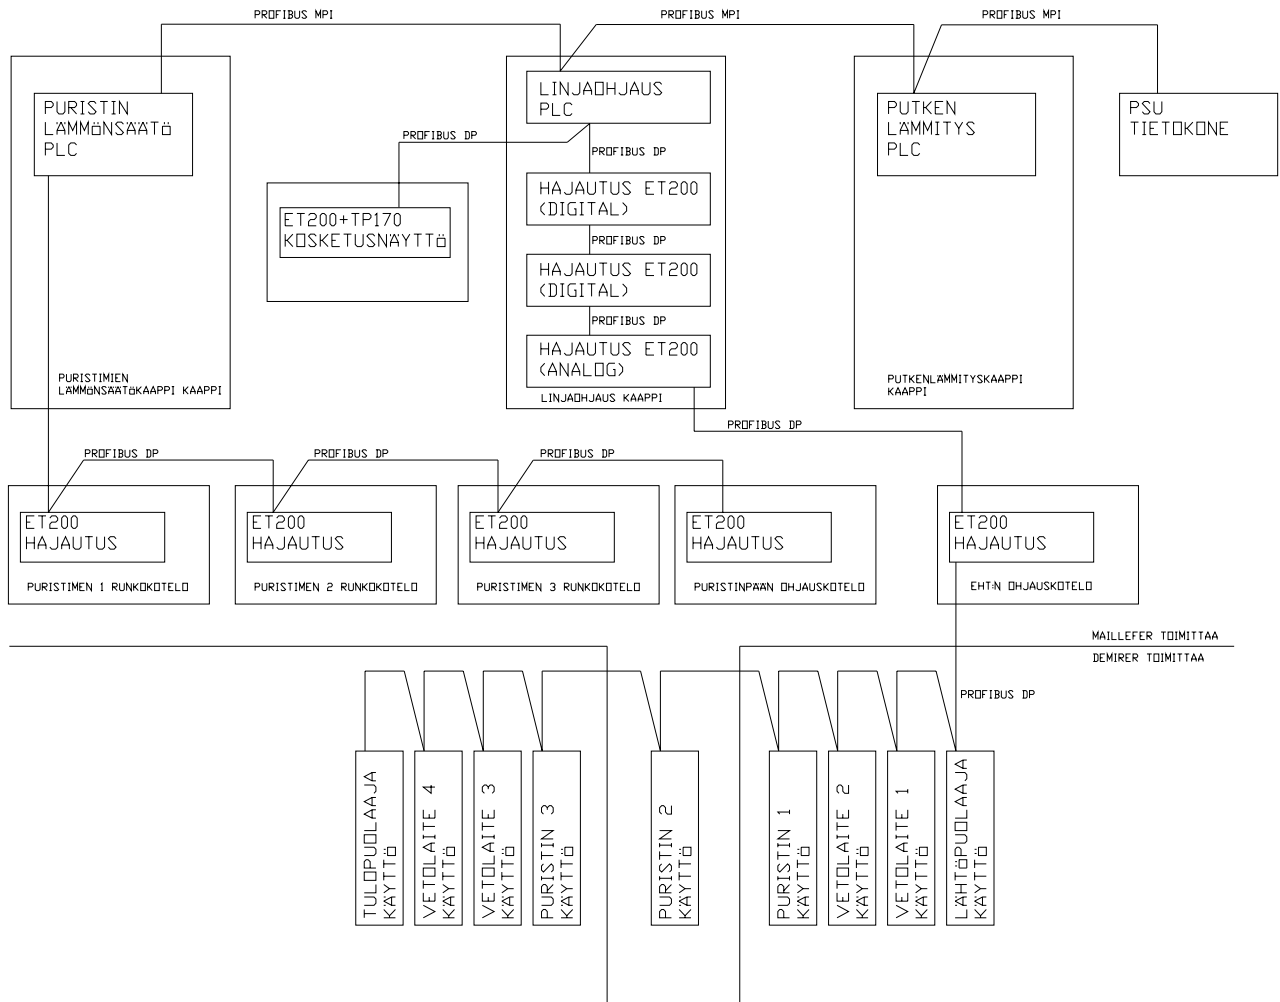 PROFIBUS MPI
PROFIBUS MPI
PROFIBUS MPI
PURISTIN
LÄMMÖNSÄÄTÖ
PLC
LINJAOHJAUS
PLC
PUTKEN
LÄMMITYS
PLC
PSU
TIETOKONE
PROFIBUS DP
PROFIBUS DP
ET200+TP170
KOSKETUSNÄYTTÖ
HAJAUTUS ET200
(DIGITAL)
PROFIBUS DP
HAJAUTUS ET200
(DIGITAL)
PROFIBUS DP
HAJAUTUS ET200
(ANALOG)
PURISTIMIEN
LÄMMÖNSÄÄTÖKAAPPI KAAPPI
LINJAOHJAUS KAAPPI
PUTKENLÄMMITYSKAAPPI
KAAPPI
PROFIBUS DP
PROFIBUS DP
PROFIBUS DP
PROFIBUS DP
ET200
HAJAUTUS
PURISTIMEN 1 RUNKOKOTELO
ET200
HAJAUTUS
PURISTIMEN 2 RUNKOKOTELO
ET200
HAJAUTUS
PURISTIMEN 3 RUNKOKOTELO
ET200
HAJAUTUS
PURISTINPÄÄN OHJAUSKOTELO
ET200
HAJAUTUS
EHT:N OHJAUSKOTELO
MAILLEFER TOIMITTAA
DEMIRER TOIMITTAA
PROFIBUS DP
TULOPUOLAAJA
KÄYTTÖ
VETOLAITE 4
KÄYTTÖ
VETOLAITE 3
KÄYTTÖ
PURISTIN 3
KÄYTTÖ
PURISTIN 2
KÄYTTÖ
PURISTIN 1
KÄYTTÖ
VETOLAITE 2
KÄYTTÖ
VETOLAITE 1
KÄYTTÖ
LÄHTÖPUOLAAJA
KÄYTTÖ